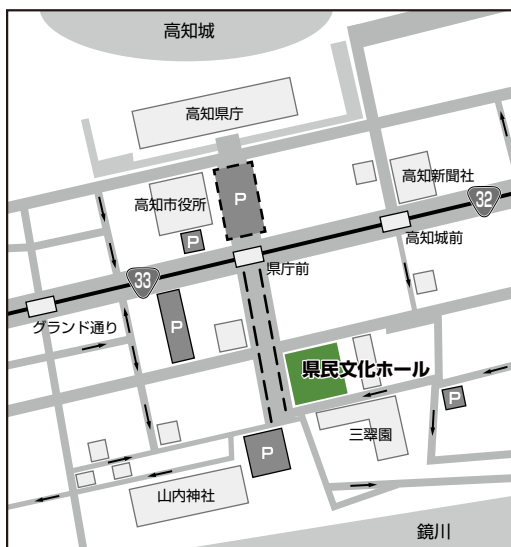 高知城
高知県庁
高知新聞社
高知市役所
P
32
P
高知城前
県庁前
33
グランド通り
P
県民文化ホール
P
三翠園
P
山内神社
鏡川